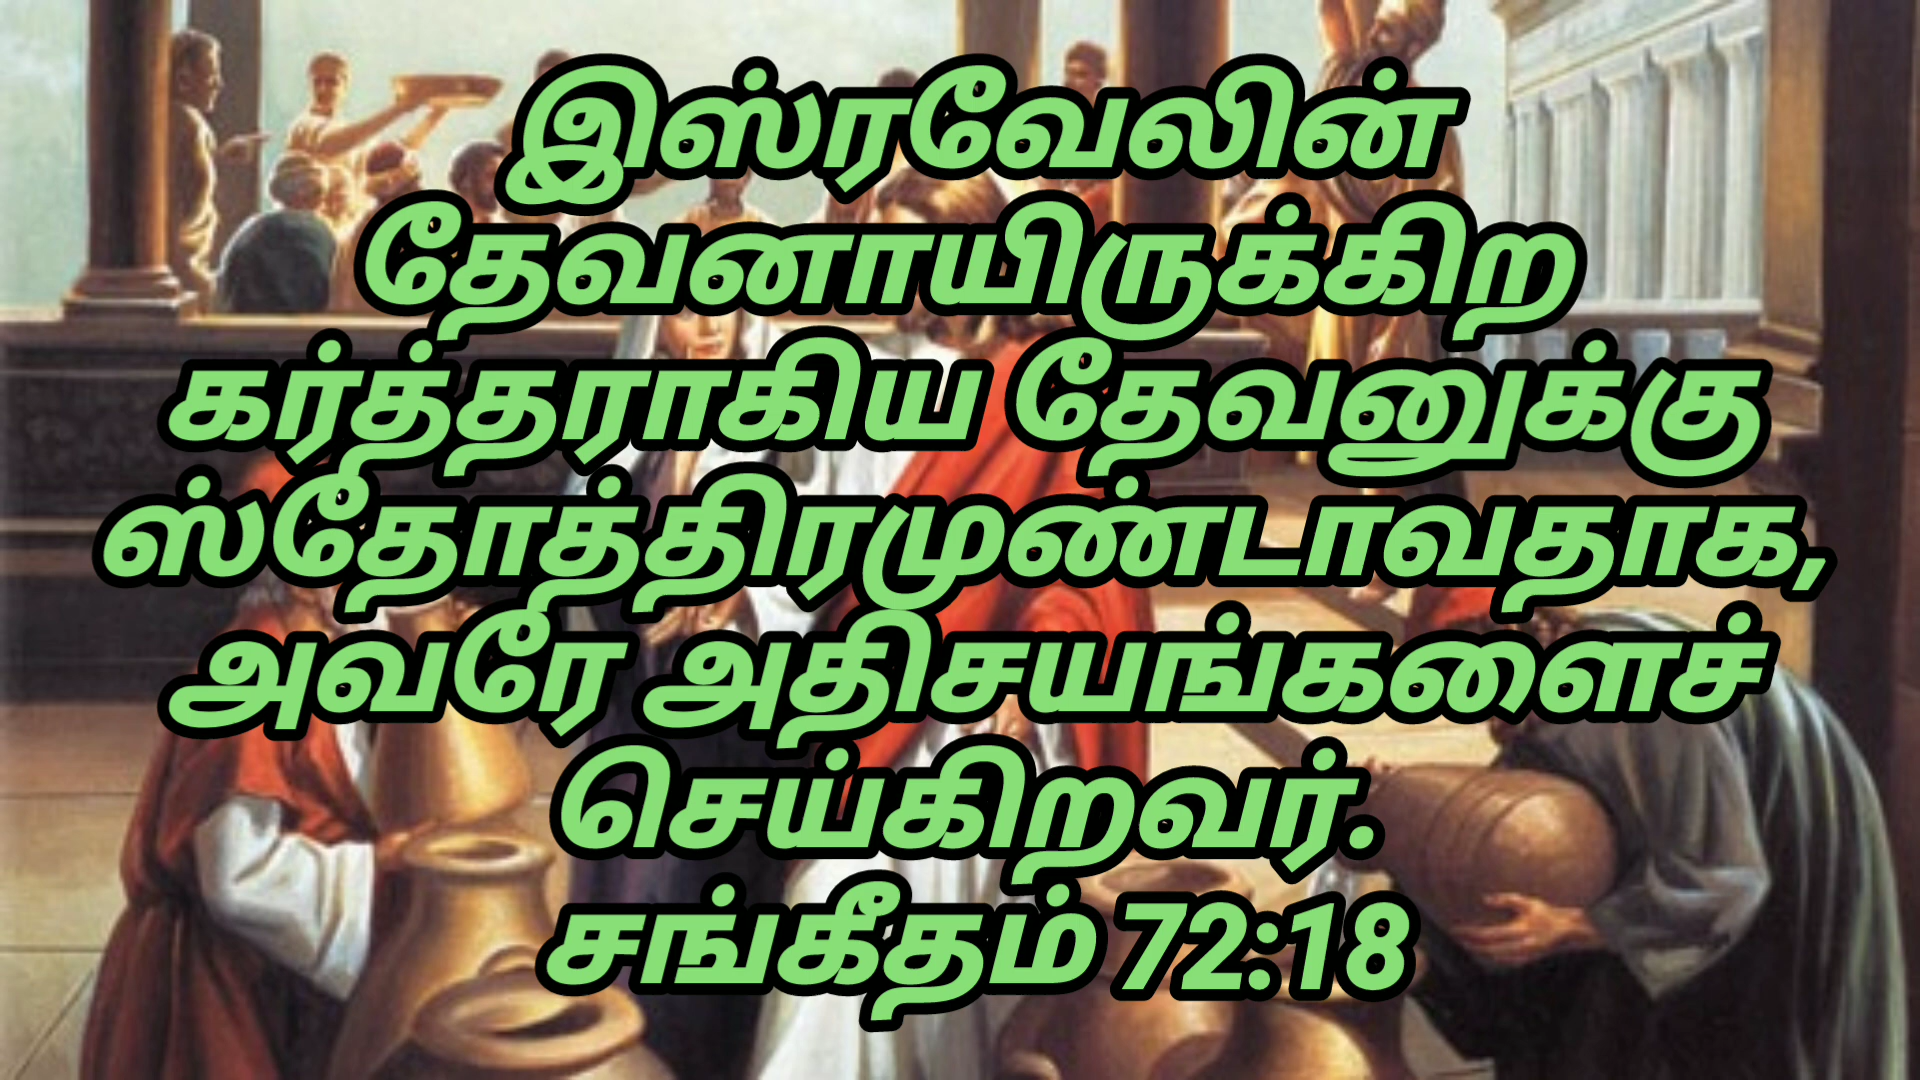 இஸ்ரவேலின்
தேவனாயிருக்கிற
கர்த்தராகிய தேவனுக்கு
ஸ்தோத்திரமுண்டாவதாக,
அவரே அதிசயங்களைச்
செய்கிறவர்.
சங்கீதம் 72:18